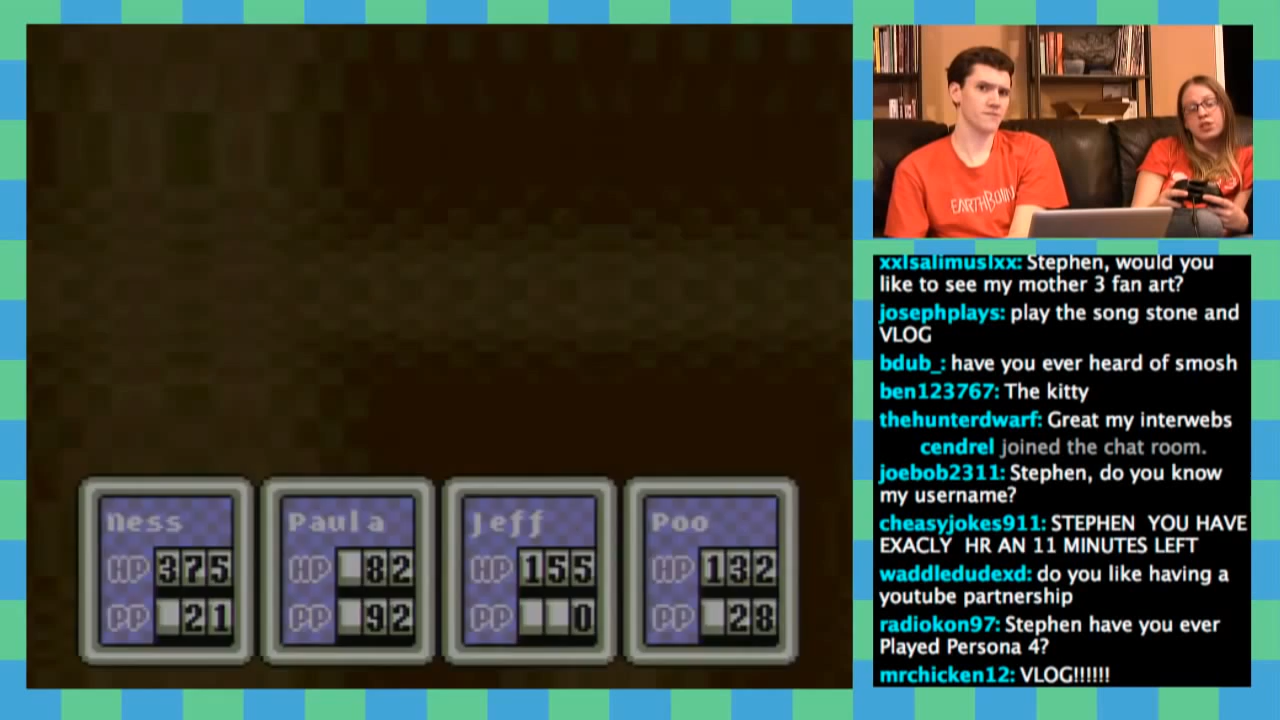 EARTHBOUN
xxlsalimuslxx: Stephen, would you
like to see my mother 3 fan art?
josephplays: play the song stone and
VLOG
bdub_: have you ever heard of smosh
ben123767: The kitty
thehunterdwarf: Great my interwebs
cendrel joined the chat room.
joebob2311: Stephen, do you know
my username?
cheasyjokes911: STEPHEN YOU HAVE
EXACLY HR AN 11 MINUTES LEFT
waddledudexd: do you like having a
youtube partnership
radiokon97: Stephen have you ever
Played Persona 4?
mrchicken12: VLOG!!!!!!
Ness
HP 375
PP 21
Paula
HP 82
PP 92
Jeff
HP 155
PP 0
Poo
HP 132
PP 28